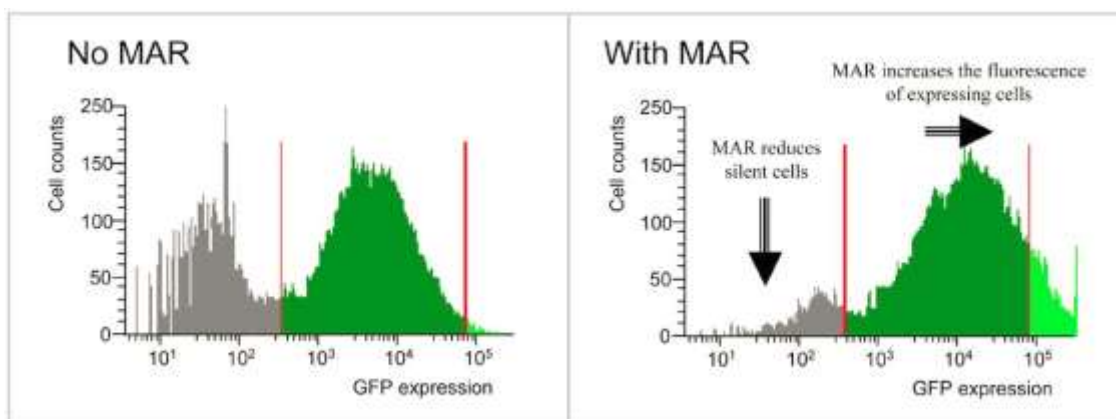 No MAR
Cell counts
250
150
100
50
0
10¹
10²
10³
10⁴
10⁵
GFP expression
With MAR
MAR increases the fluorescence
of expressing cells
MAR reduces
silent cells
Cell counts
250
150
100
50
0
10¹
10²
10³
10⁴
10⁵
GFP expression